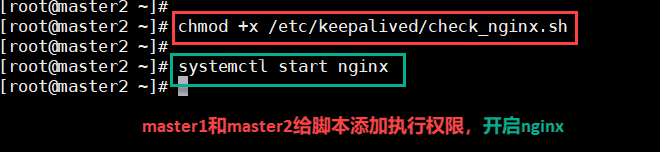 [root@master2 ~]#
[root@master2 ~]# chmod +x /etc/keepalived/check_nginx.sh
[root@master2 ~]#
[root@master2 ~]# systemctl start nginx
[root@master2 ~]#
master1和master2给脚本添加执行权限，开启nginx